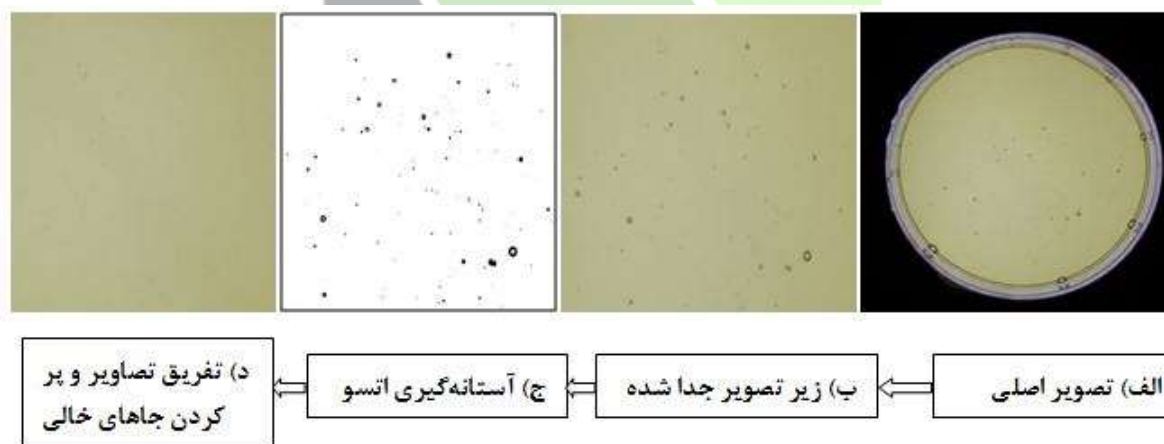 الف) تصویر اصلی
ب) زیر تصویر جدا شده
ج) آستانه‌گیری اتسو
د) تفریق تصاویر و پر
کردن جاهای خالی